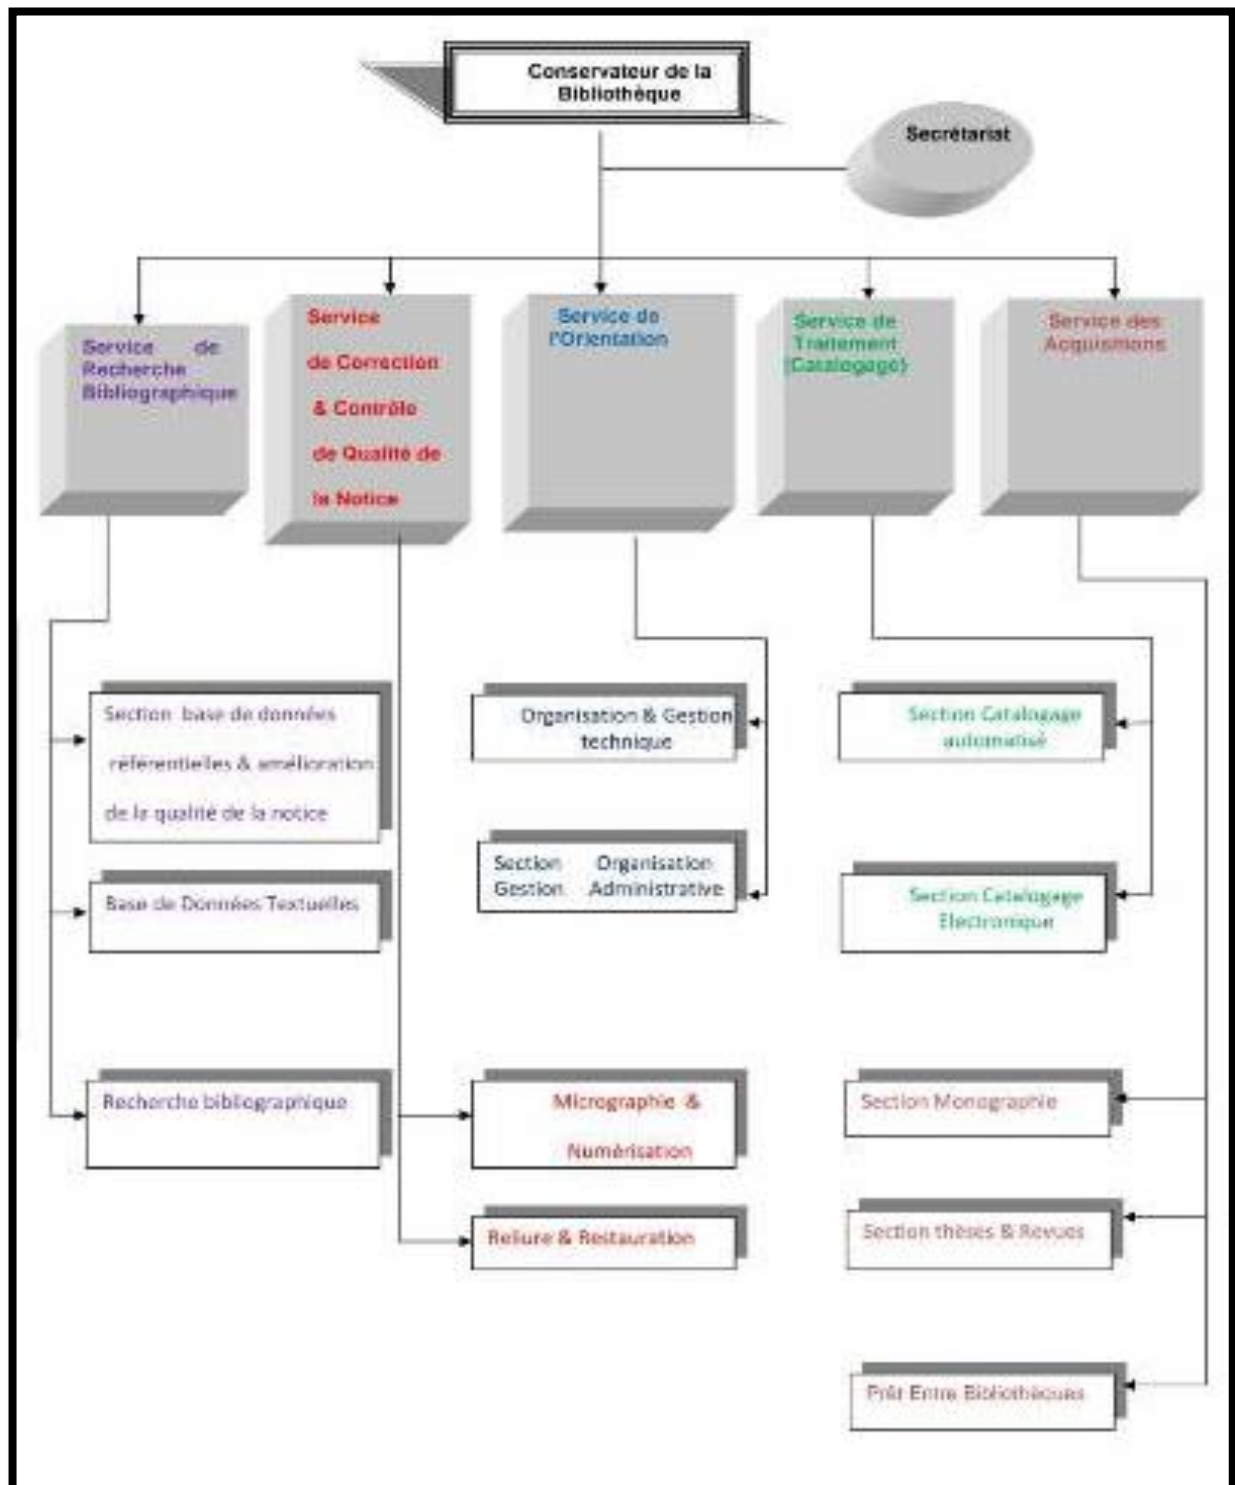 Conservateur de la
Bibliothèque
Secrétariat
Service de
Recherche
Bibliographique
Service
de Correction
& Contrôle
de Qualité de
la Notice
Service de
l'Orientation
Service de
Traitement
(Catalogage)
Service des
Acquisitions
Section base de données
référentielles & amélioration
de la qualité de la notice
Base de Données Textuelles
Recherche bibliographique
Organisation & Gestion
technique
Section Organisation
Gestion Administrative
Micrographie &
Numérisation
Reliure & Restauration
Section Catalogage
automatisé
Section Catalogage
Electronique
Section Monographie
Section thèses & Revues
Prêt Entre Bibliothèques